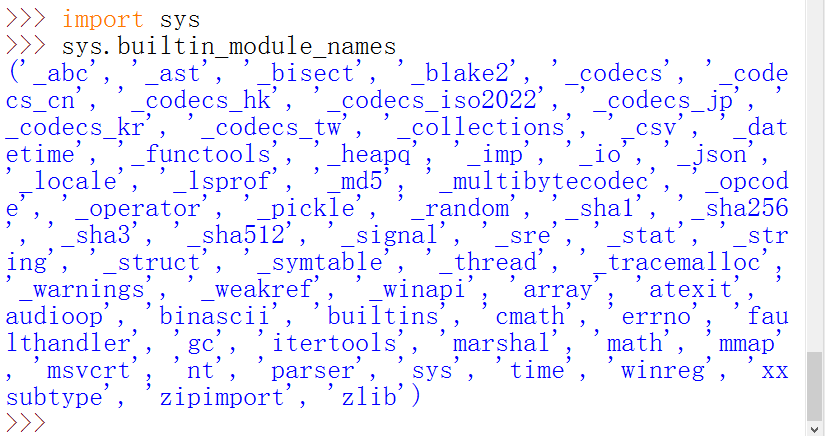 >>> import sys
>>> sys.builtin_module_names
('_abc', '_ast', '_bisect', '_blake2', '_codecs', '_code
cs_cn', '_codecs_hk', '_codecs_iso2022', '_codecs_jp', '
_codecs_kr', '_codecs_tw', '_collections', '_csv', '_dat
etime', '_functools', '_heapq', '_imp', '_io', '_json',
'_locale', '_lsprof', '_md5', '_multibytecodec', '_opcod
e', '_operator', '_pickle', '_random', '_sha1', '_sha256
', '_sha3', '_sha512', '_signal', '_sre', '_stat', '_str
ing', '_struct', '_symtable', '_thread', '_tracemalloc',
'_warnings', '_weakref', '_winapi', 'array', 'atexit', '
audioop', 'binascii', 'builtins', 'cmath', 'errno', 'fau
lthandler', 'gc', 'itertools', 'marshal', 'math', 'mmap'
, 'msvcrt', 'nt', 'parser', 'sys', 'time', 'winreg', 'xx
subtype', 'zipimport', 'zlib')
>>>